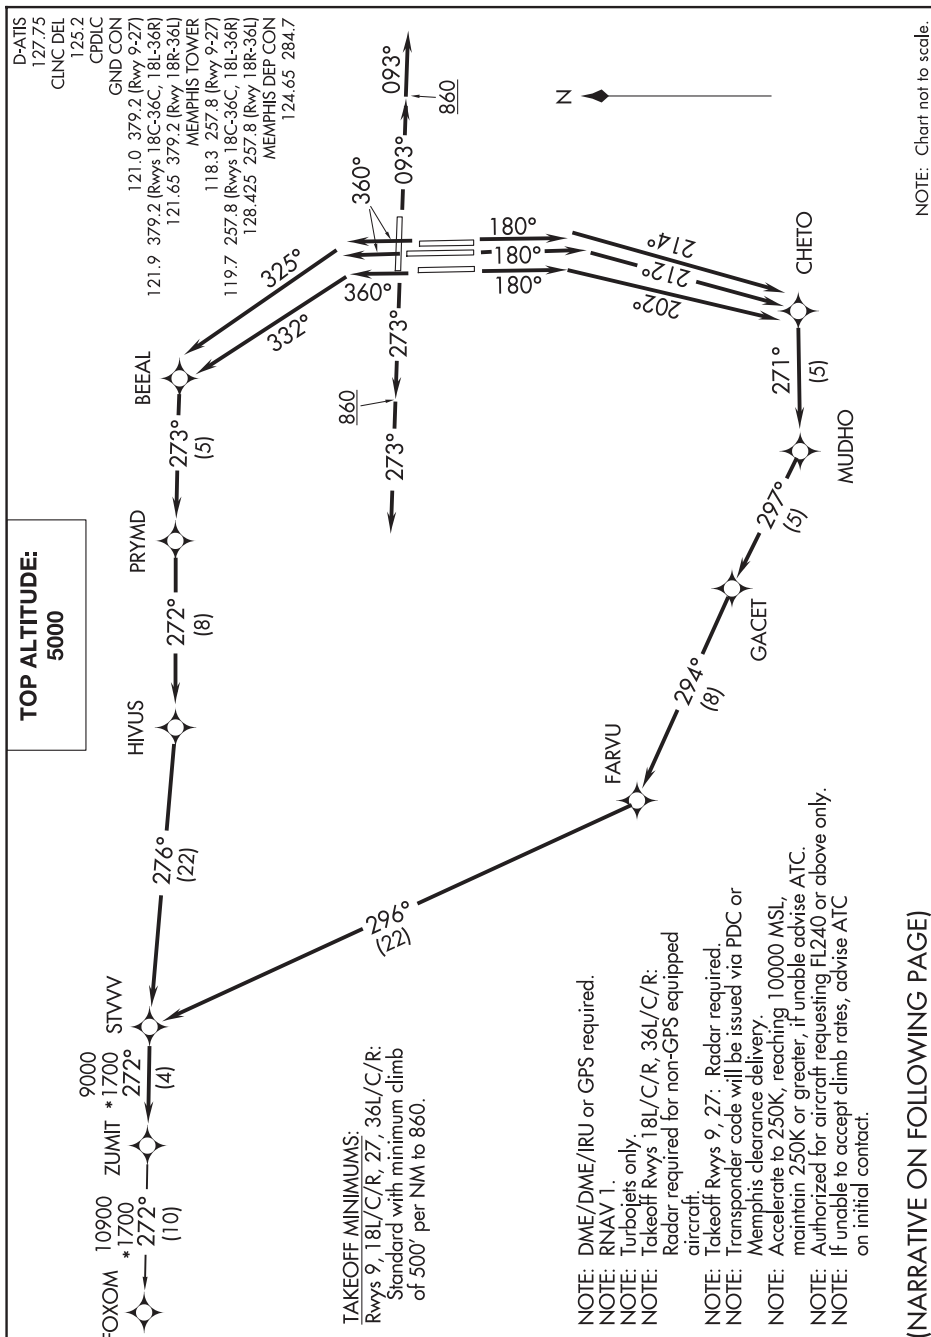 TOP ALTITUDE:
5000
D-ATIS
127.75
CLNC DEL
125.2
CPDLC
GND CON
121.0 379.2 (Rwy 9-27)
121.9 379.2 (Rwys 18C-36C, 18L-36R)
121.65 379.2 (Rwy 18R-36L)
MEMPHIS TOWER
118.3 257.8 (Rwy 9-27)
119.7 257.8 (Rwys 18C-36C, 18L-36R)
128.425 257.8 (Rwy 18R-36L)
MEMPHIS DEP CON
124.65 284.7
FOXOM
10900
*1700
272°
(10)
ZUMIT
9000
*1700
272°
(4)
STVVV
276°
(22)
HIVUS
272°
(8)
PRYMD
273°
(5)
BEEAL
325°
332°
360°
360°
273°
860
273°
093°
860
093°
N
180°
180°
180°
214°
212°
202°
CHETO
271°
(5)
MUDHO
297°
(5)
GACET
294°
(8)
FARVU
296°
(22)
TAKEOFF MINIMUMS:
Rwys 9, 18L/C/R, 27, 36L/C/R:
Standard with minimum climb
of 500' per NM to 860.
NOTE: DME/DME/IRU or GPS required.
NOTE: RNAV 1.
NOTE: Turbojets only.
NOTE: Takeoff Rwys 18L/C/R, 36L/C/R:
Radar required for non-GPS equipped
aircraft.
NOTE: Takeoff Rwys 9, 27: Radar required.
NOTE: Transponder code will be issued via PDC or
Memphis clearance delivery.
NOTE: Accelerate to 250K, reaching 10000 MSL,
maintain 250K or greater, if unable advise ATC.
NOTE: Authorized for aircraft requesting FL240 or above only.
NOTE: If unable to accept climb rates, advise ATC
on initial contact.
(NARRATIVE ON FOLLOWING PAGE)
NOTE: Chart not to scale.